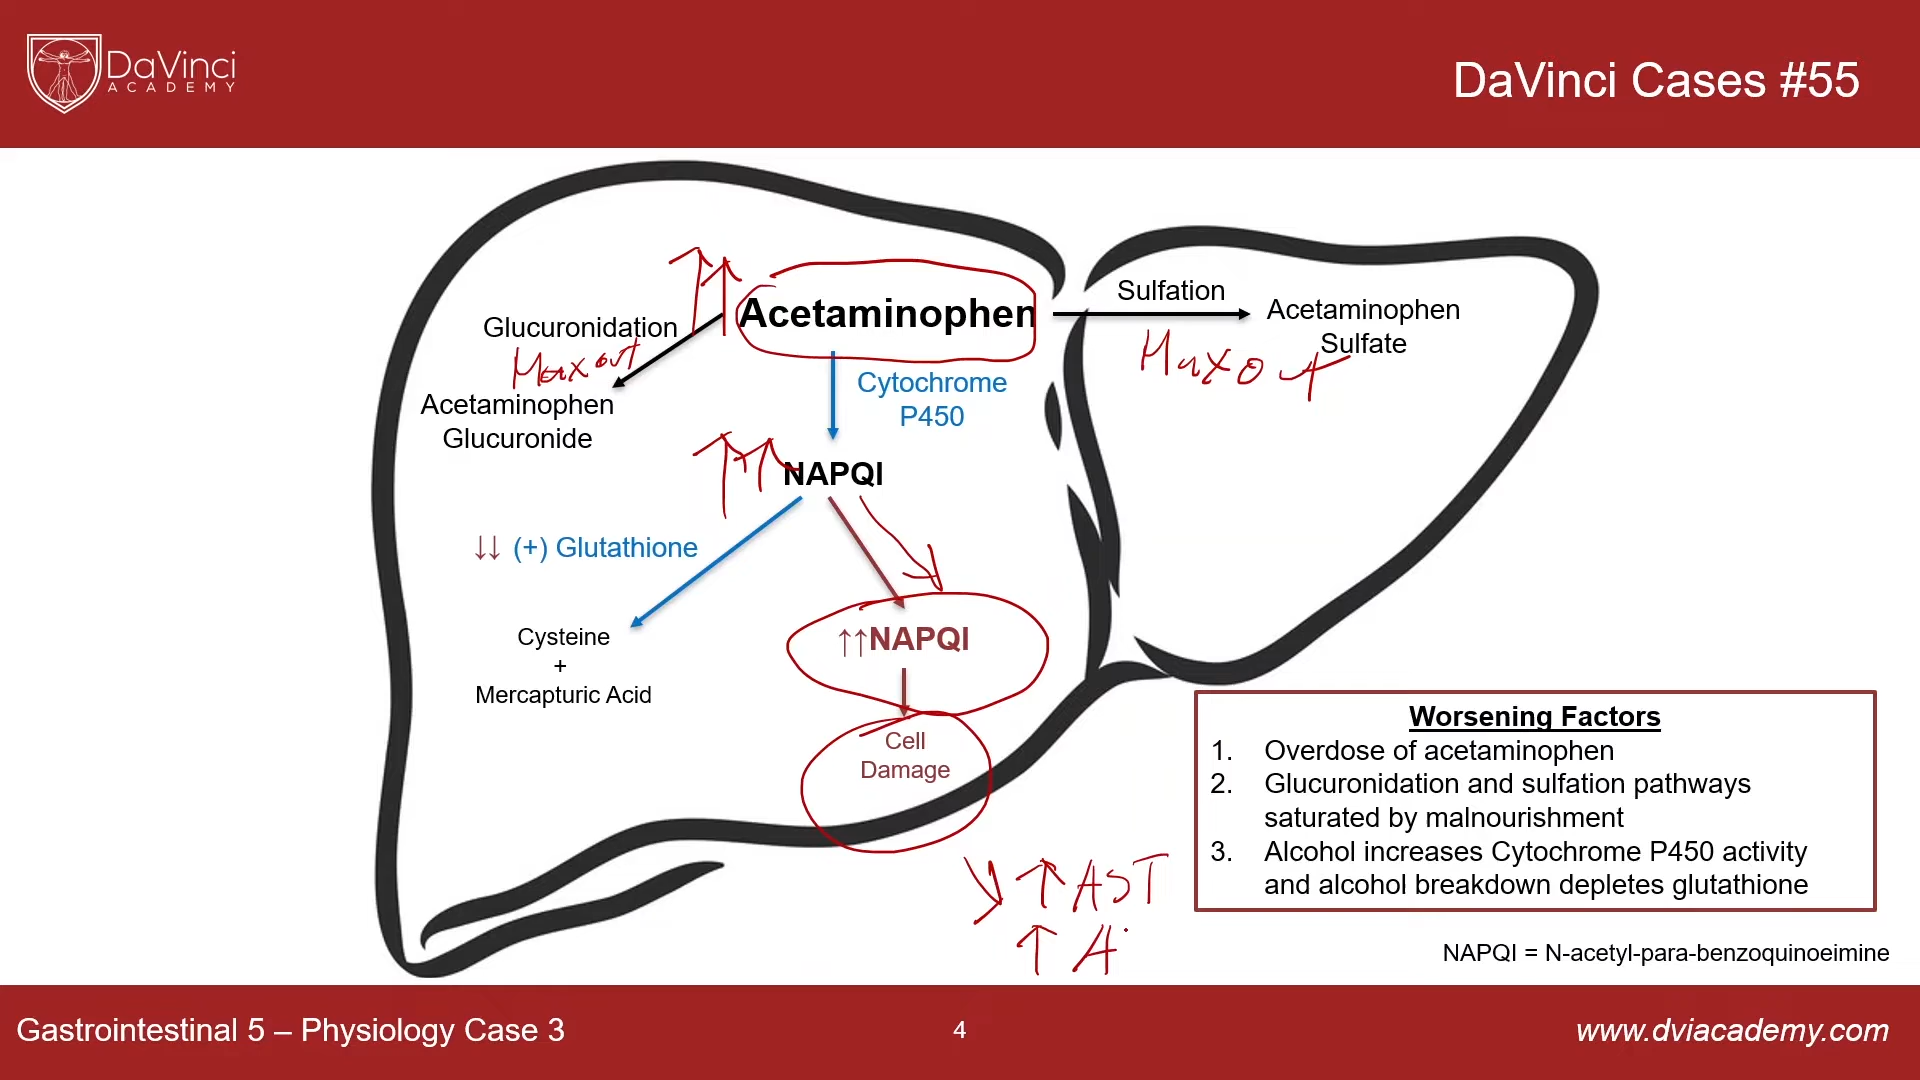 DaVinci
ACADEMY
DaVinci Cases #55
Sulfation
Acetaminophen
Acetaminophen
Sulfate
Glucuronidation
Max out
Max out
Cytochrome
P450
Acetaminophen
Glucuronide
NAPQI
↓↓ (+) Glutathione
Cysteine
+
Mercapturic Acid
↑↑NAPQI
Cell
Damage
↑ AST
↑ A
Worsening Factors
1. Overdose of acetaminophen
2. Glucuronidation and sulfation pathways
saturated by malnourishment
3. Alcohol increases Cytochrome P450 activity
and alcohol breakdown depletes glutathione
NAPQI = N-acetyl-para-benzoquinoeimine
Gastrointestinal 5 – Physiology Case 3
4
www.dviacademy.com